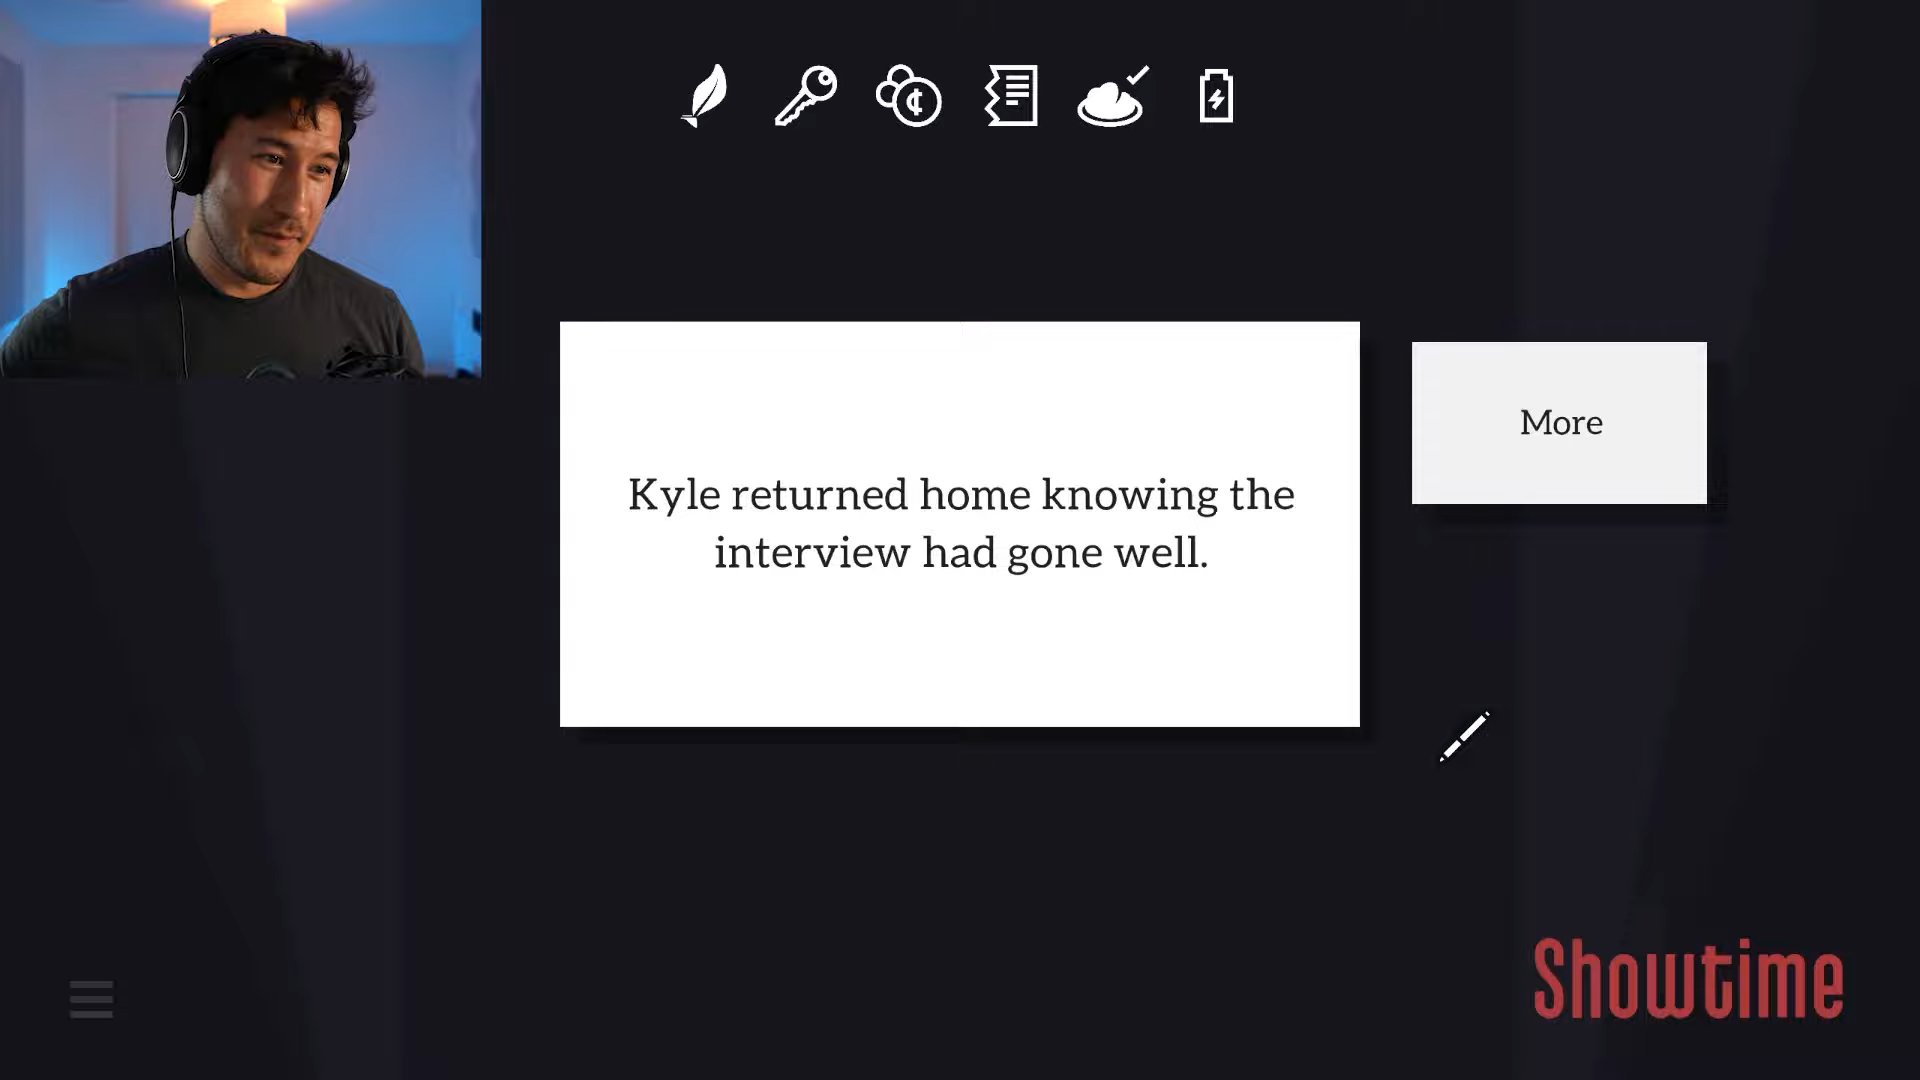 Kyle returned home knowing the
interview had gone well.
More
Showtime